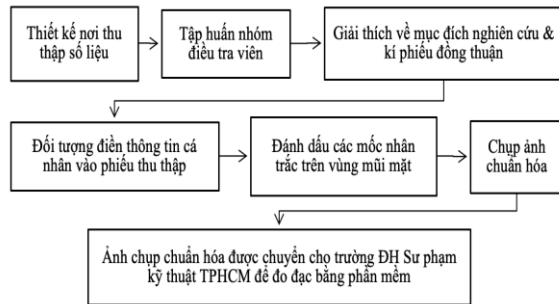 Thiết kế nơi thu
thập số liệu
Tập huấn nhóm
điều tra viên
Giải thích về mục đích nghiên cứu &
kí phiếu đồng thuận
Đối tượng điền thông tin cá
nhân vào phiếu thu thập
Đánh dấu các mốc nhân
trắc trên vùng mũi mặt
Chụp ảnh
chuẩn hóa
Ảnh chụp chuẩn hóa được chuyển cho trường ĐH Sư phạm
kỹ thuật TPHCM để đo đạc bằng phần mềm